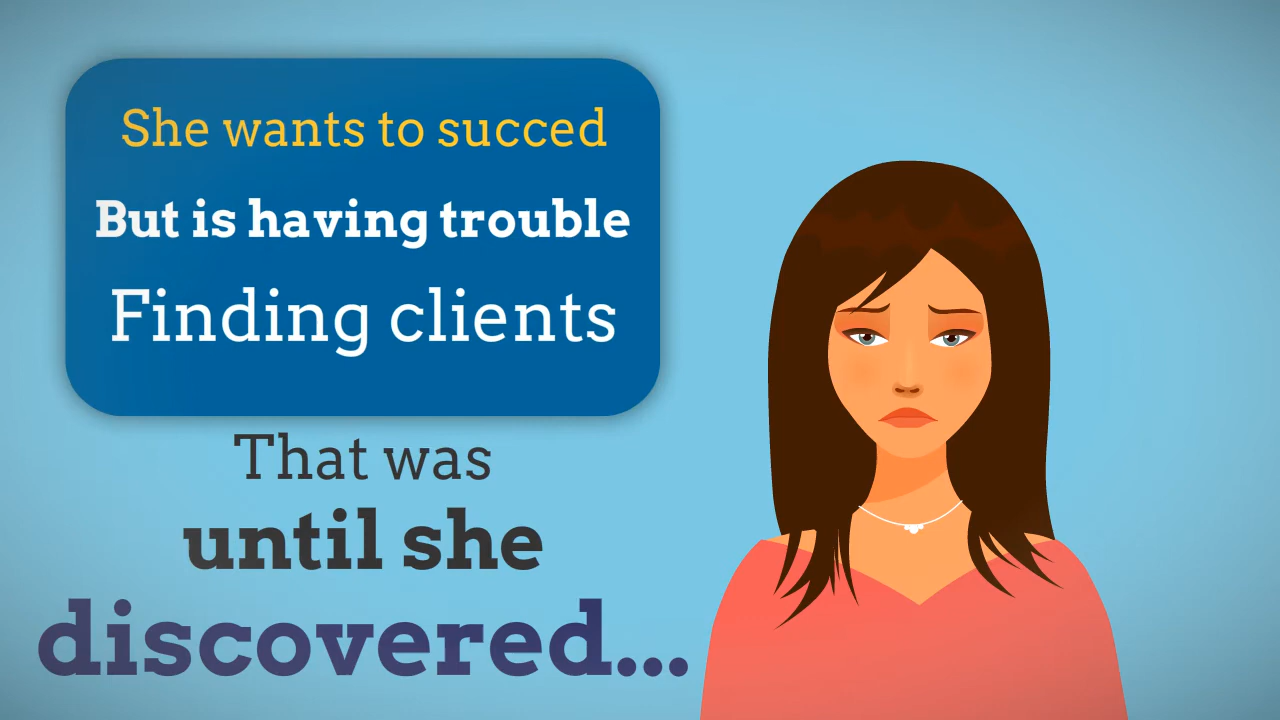 She wants to succed
But is having trouble
Finding clients
That was
until she
discovered...